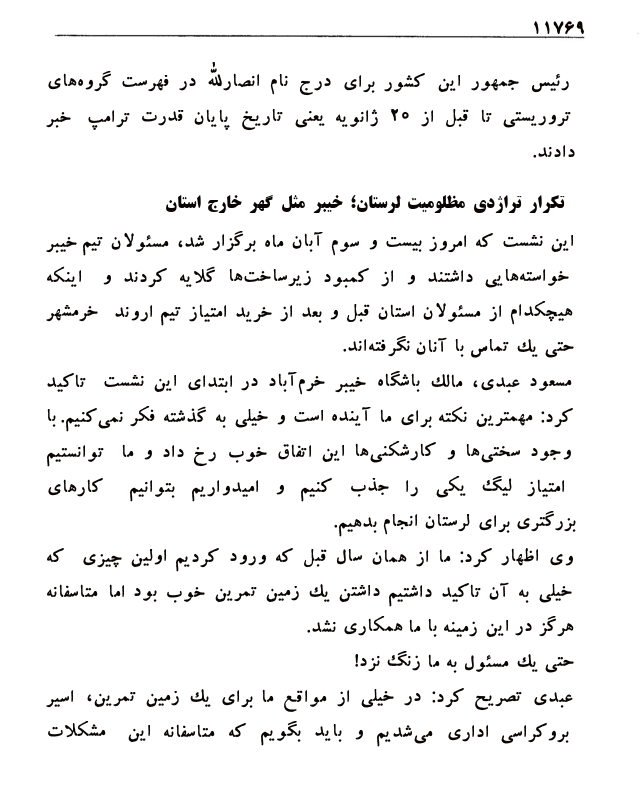 ۱۱۷۶۹
رئیس جمهور این کشور برای درج نام انصارلله در فهرست گروه‌های
تروریستی تا قبل از ۲۰ ژانویه یعنی تاریخ پایان قدرت ترامپ خبر
دادند.
تکرار تراژدی مظلومیت لرستان؛ خیبر مثل گهر خارج استان
این نشست که امروز بیست و سوم آبان ماه برگزار شد، مسئولان تیم خیبر
خواسته‌هایی داشتند و از کمبود زیرساخت‌ها گلایه کردند و اینکه
هیچکدام از مسئولان استان قبل و بعد از خرید امتیاز تیم اروند خرمشهر
حتی یك تماس با آنان نگرفته‌اند.
مسعود عبدی، مالك باشگاه خیبر خرم‌آباد در ابتدای این نشست تاکید
کرد: مهمترین نکته برای ما آینده است و خیلی به گذشته فکر نمی‌کنیم. با
وجود سختی‌ها و کارشکنی‌ها این اتفاق خوب رخ داد و ما توانستیم
امتیاز لیگ یکی را جذب کنیم و امیدواریم بتوانیم کارهای
بزرگتری برای لرستان انجام بدهیم.
وی اظهار کرد: ما از همان سال قبل که ورود کردیم اولین چیزی که
خیلی به آن تاکید داشتیم داشتن یك زمین تمرین خوب بود اما متاسفانه
هرگز در این زمینه با ما همکاری نشد.
حتی یك مسئول به ما زنگ نزد!
عبدی تصریح کرد: در خیلی از مواقع ما برای یك زمین تمرین، اسیر
بروکراسی اداری می‌شدیم و باید بگویم که متاسفانه این مشکلات